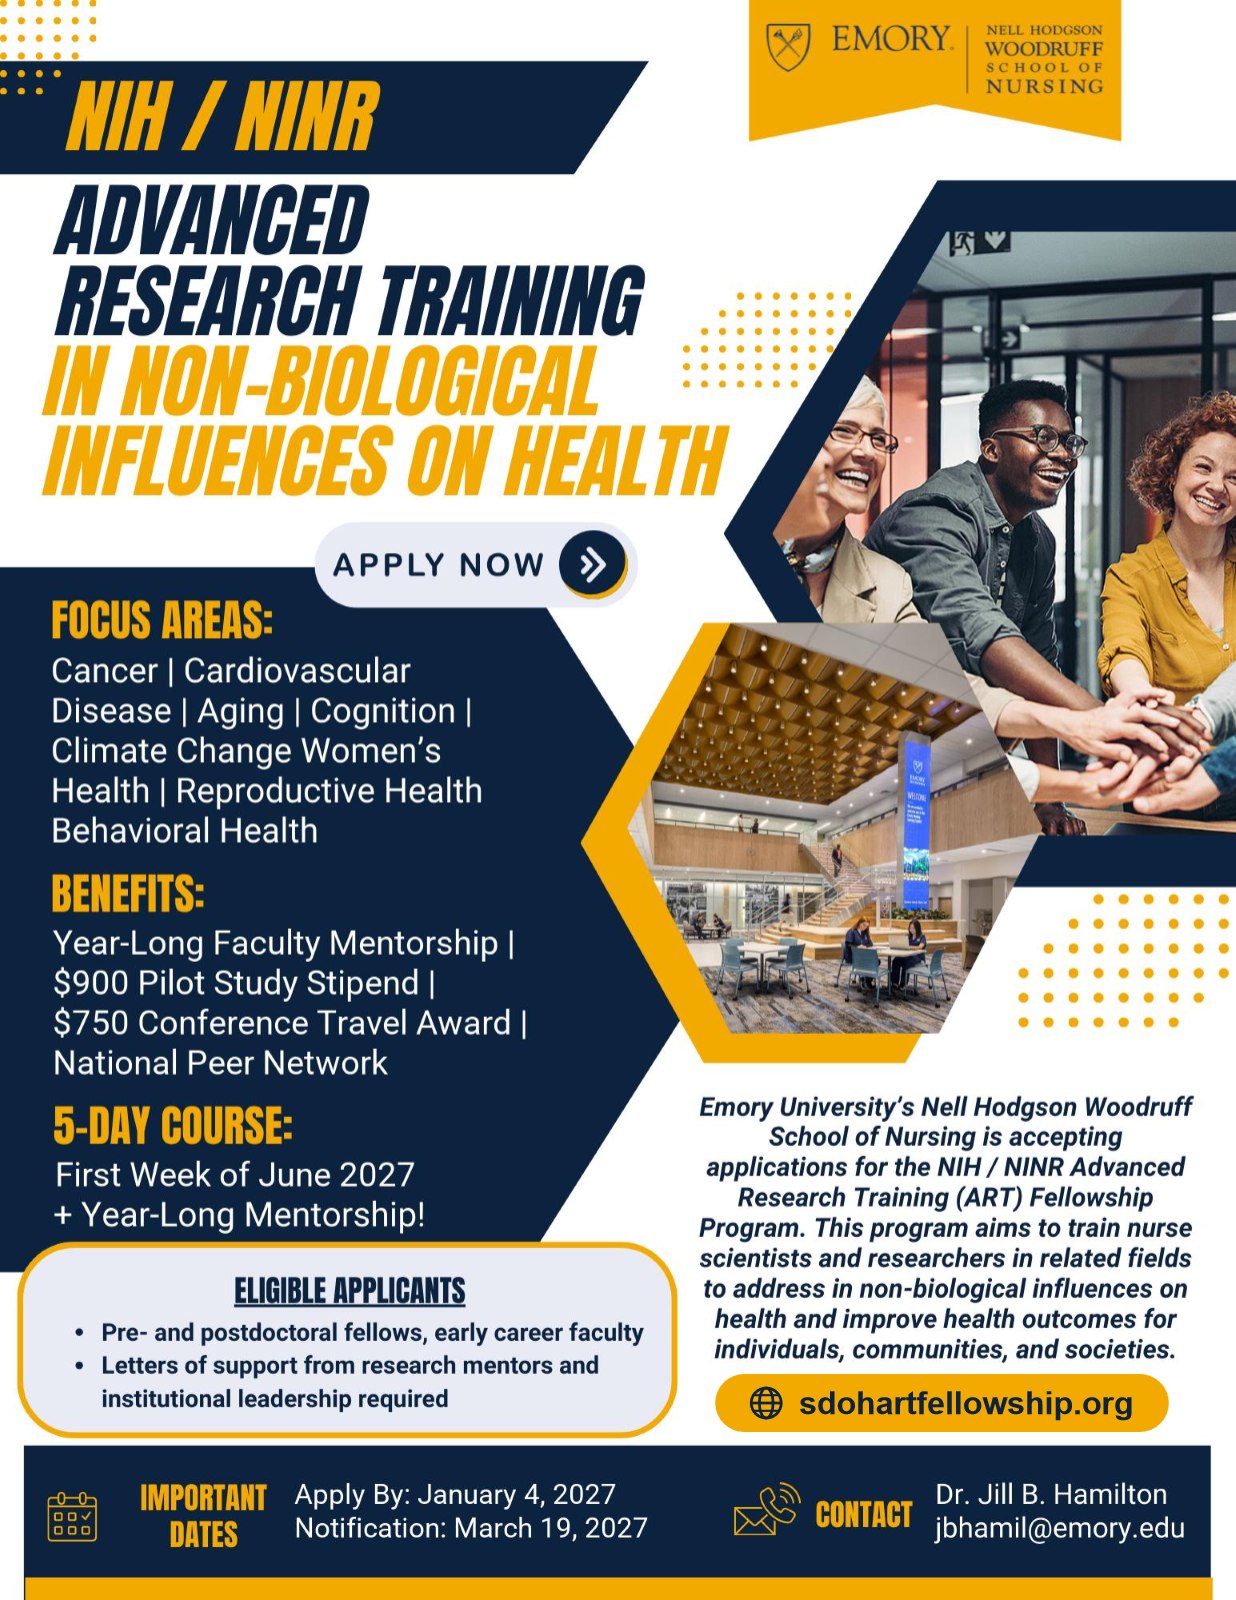 EMORY
NELL HODGSON
WOODRUFF
SCHOOL OF
NURSING
NIH / NINR
ADVANCED
RESEARCH TRAINING
IN NON-BIOLOGICAL
INFLUENCES ON HEALTH
APPLY NOW
FOCUS AREAS:
Cancer | Cardiovascular
Disease | Aging | Cognition |
Climate Change Women's
Health | Reproductive Health
Behavioral Health
BENEFITS:
Year-Long Faculty Mentorship |
$900 Pilot Study Stipend |
$750 Conference Travel Award |
National Peer Network
5-DAY COURSE:
First Week of June 2027
+ Year-Long Mentorship!
EMORY
WELCOME
Emory University's Nell Hodgson Woodruff
School of Nursing is accepting
applications for the NIH / NINR Advanced
Research Training (ART) Fellowship
Program. This program aims to train nurse
scientists and researchers in related fields
to address in non-biological influences on
health and improve health outcomes for
individuals, communities, and societies.
sdohartfellowship.org
ELIGIBLE APPLICANTS
• Pre- and postdoctoral fellows, early career faculty
• Letters of support from research mentors and
institutional leadership required
IMPORTANT
DATES
Apply By: January 4, 2027
Notification: March 19, 2027
CONTACT
Dr. Jill B. Hamilton
jbhamil@emory.edu